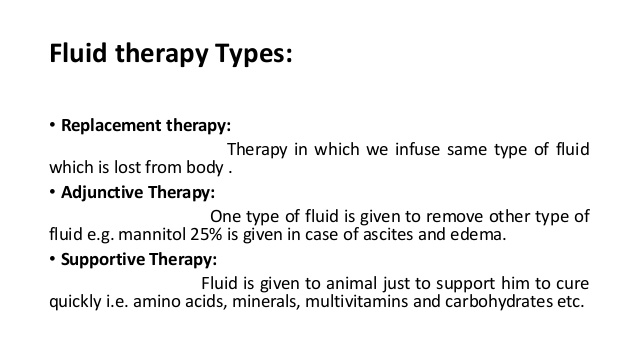 Fluid therapy Types:
• Replacement therapy:
Therapy in which we infuse same type of fluid
which is lost from body .
• Adjunctive Therapy:
One type of fluid is given to remove other type of
fluid e.g. mannitol 25% is given in case of ascites and edema.
• Supportive Therapy:
Fluid is given to animal just to support him to cure
quickly i.e. amino acids, minerals, multivitamins and carbohydrates etc.